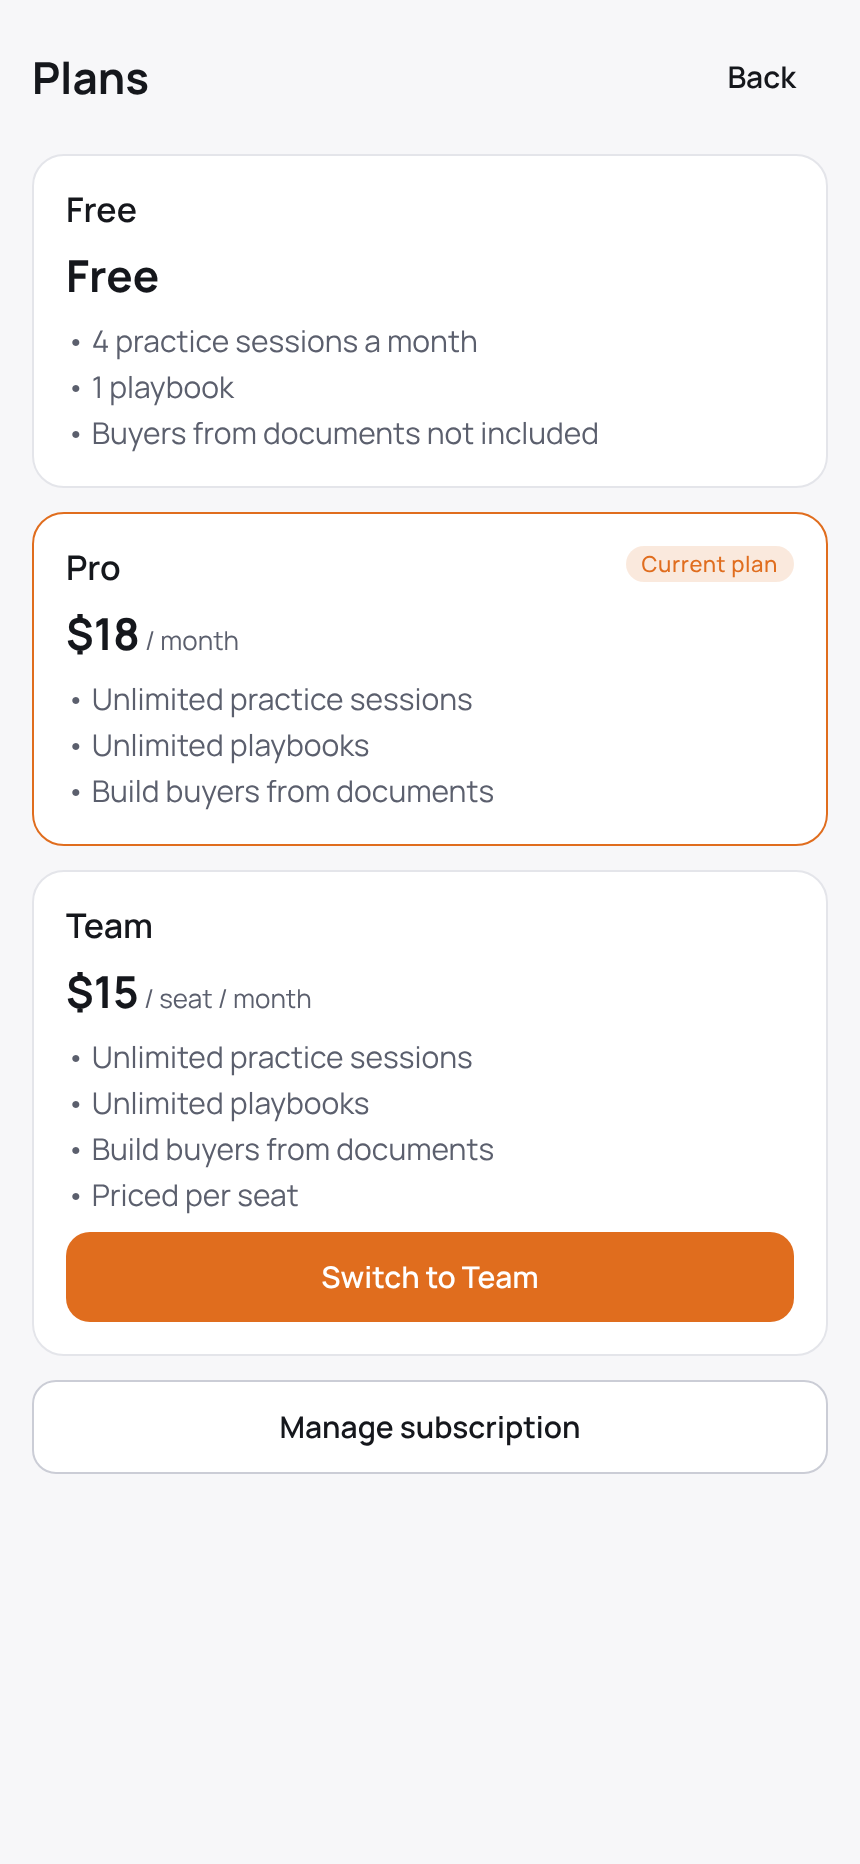 Plans
Back
Free
Free
• 4 practice sessions a month
• 1 playbook
• Buyers from documents not included
Pro
Current plan
$18 / month
• Unlimited practice sessions
• Unlimited playbooks
• Build buyers from documents
Team
$15 / seat / month
• Unlimited practice sessions
• Unlimited playbooks
• Build buyers from documents
• Priced per seat
Switch to Team
Manage subscription